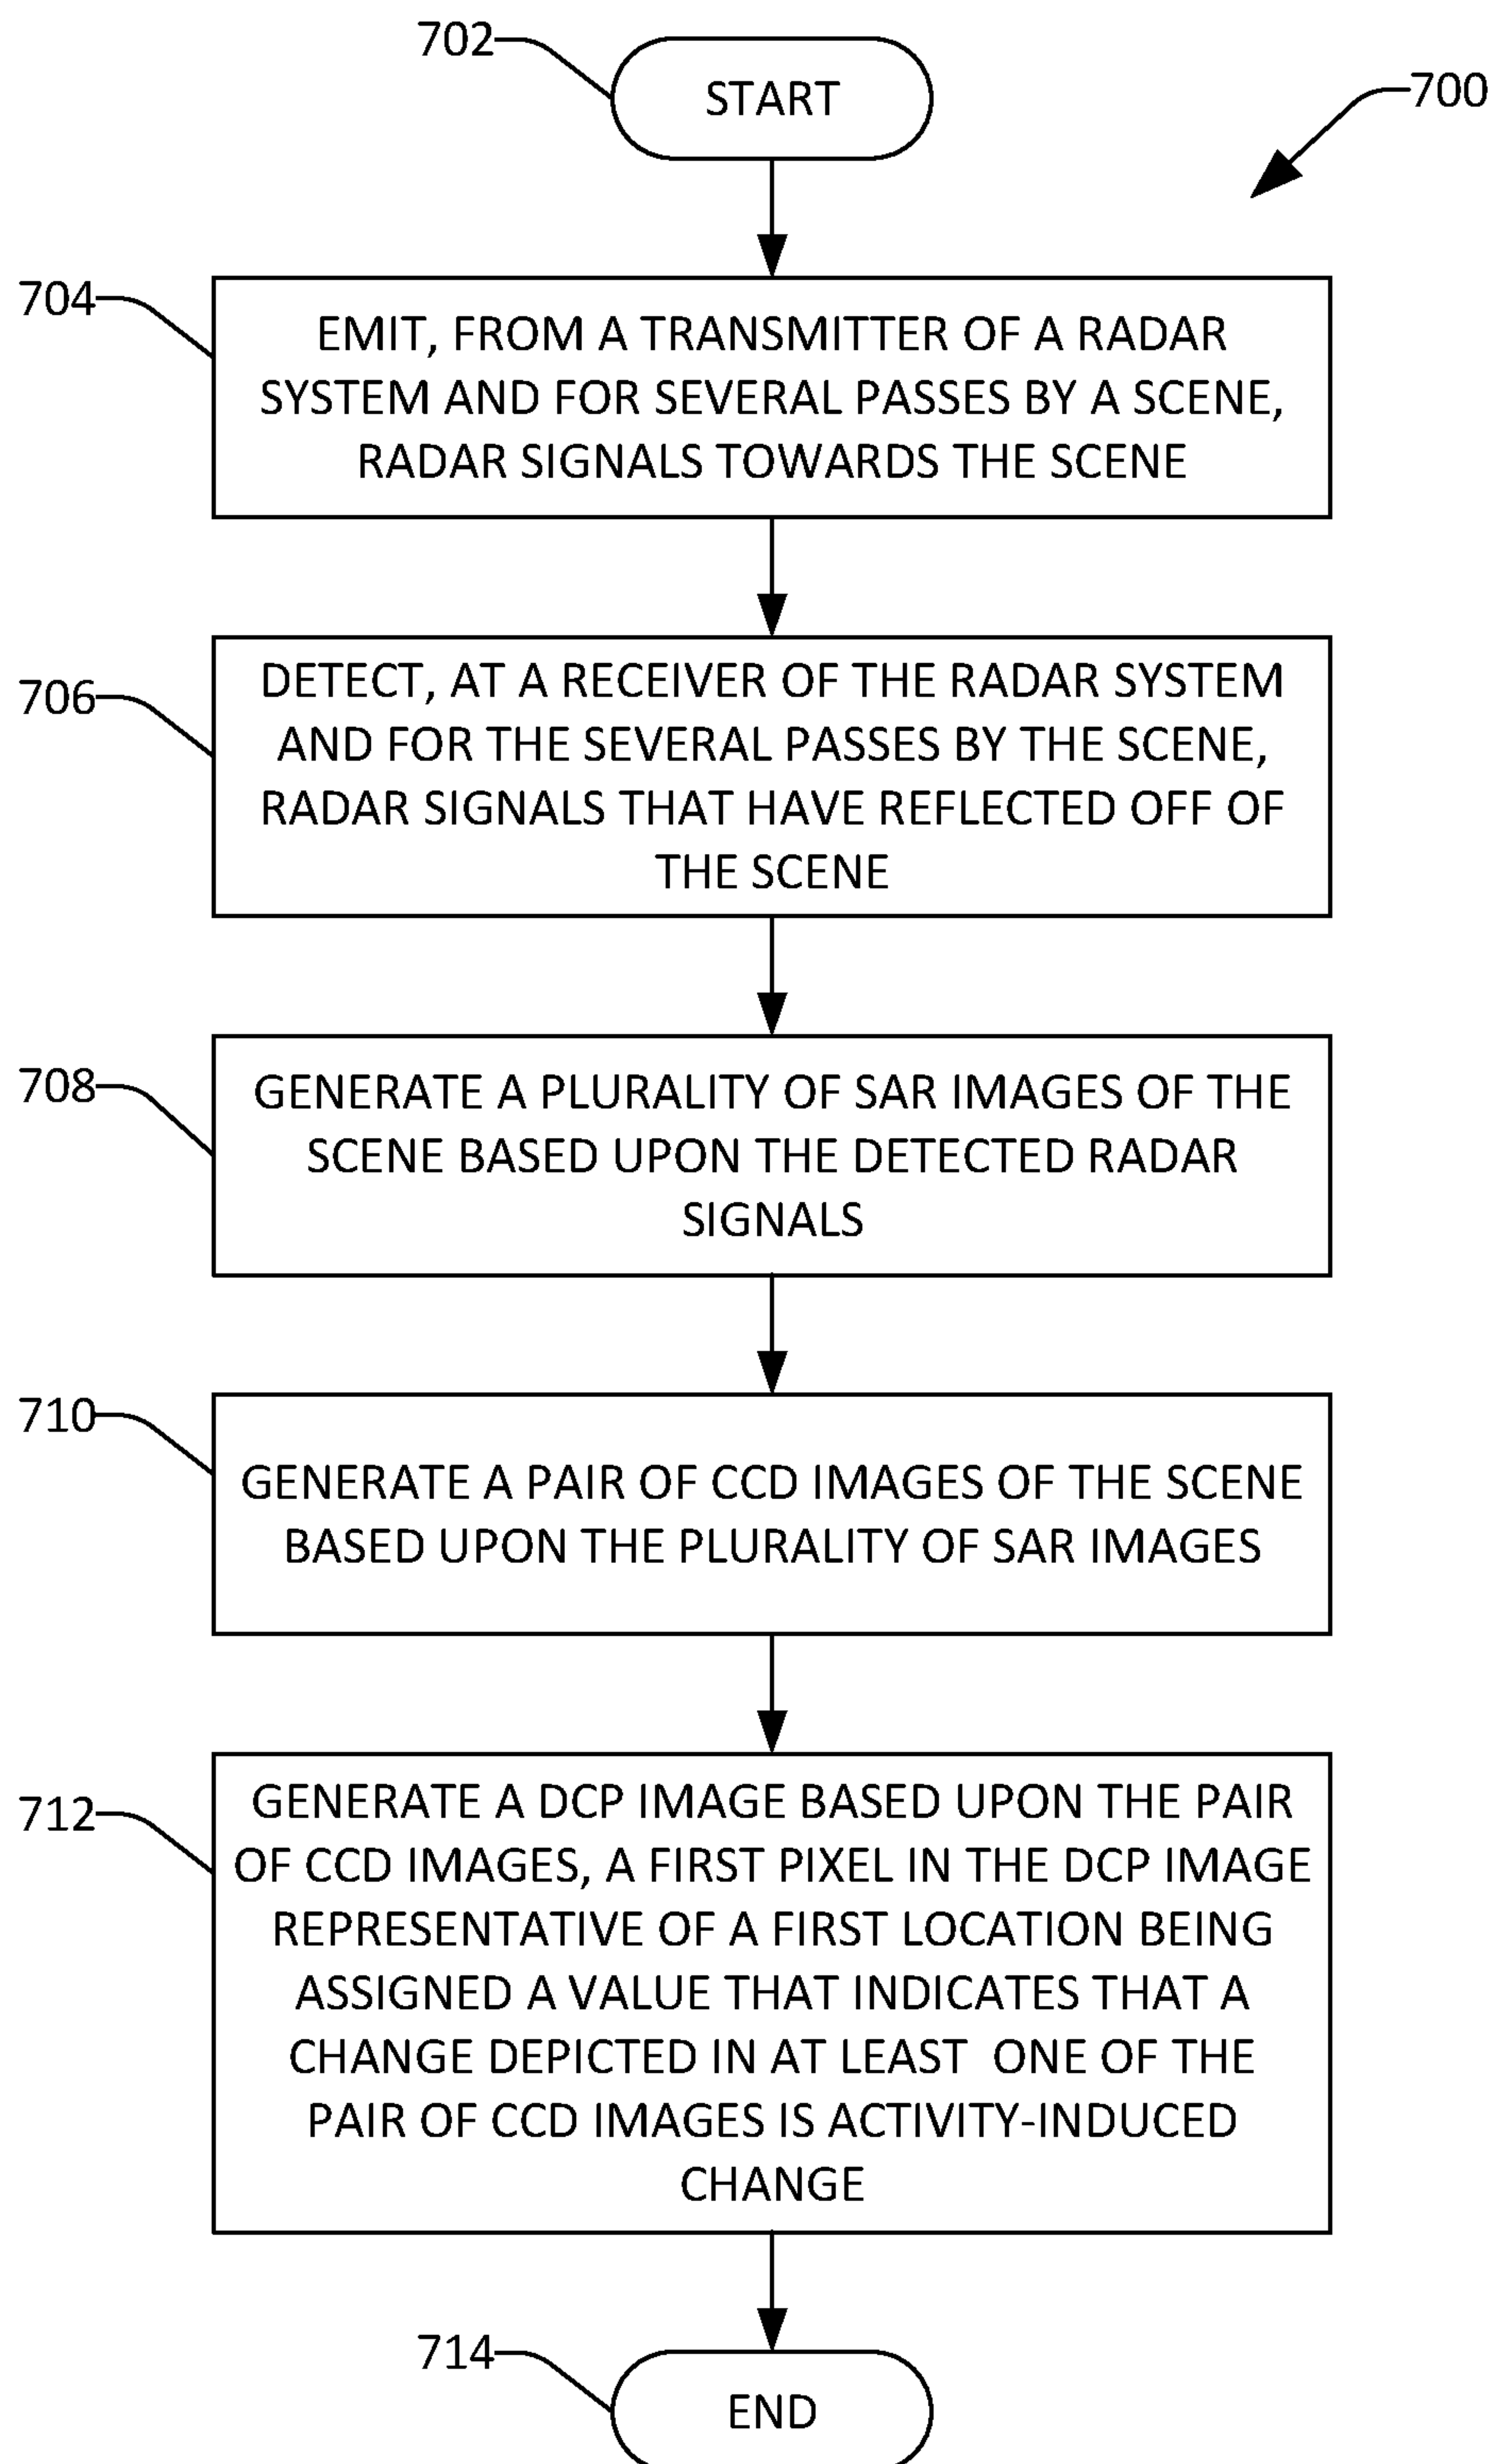 702
START
700
704
EMIT, FROM A TRANSMITTER OF A RADAR
SYSTEM AND FOR SEVERAL PASSES BY A SCENE,
RADAR SIGNALS TOWARDS THE SCENE
706
DETECT, AT A RECEIVER OF THE RADAR SYSTEM
AND FOR THE SEVERAL PASSES BY THE SCENE,
RADAR SIGNALS THAT HAVE REFLECTED OFF OF
THE SCENE
708
GENERATE A PLURALITY OF SAR IMAGES OF THE
SCENE BASED UPON THE DETECTED RADAR
SIGNALS
710
GENERATE A PAIR OF CCD IMAGES OF THE SCENE
BASED UPON THE PLURALITY OF SAR IMAGES
712
GENERATE A DCP IMAGE BASED UPON THE PAIR
OF CCD IMAGES, A FIRST PIXEL IN THE DCP IMAGE
REPRESENTATIVE OF A FIRST LOCATION BEING
ASSIGNED A VALUE THAT INDICATES THAT A
CHANGE DEPICTED IN AT LEAST  ONE OF THE
PAIR OF CCD IMAGES IS ACTIVITY-INDUCED
CHANGE
714
END